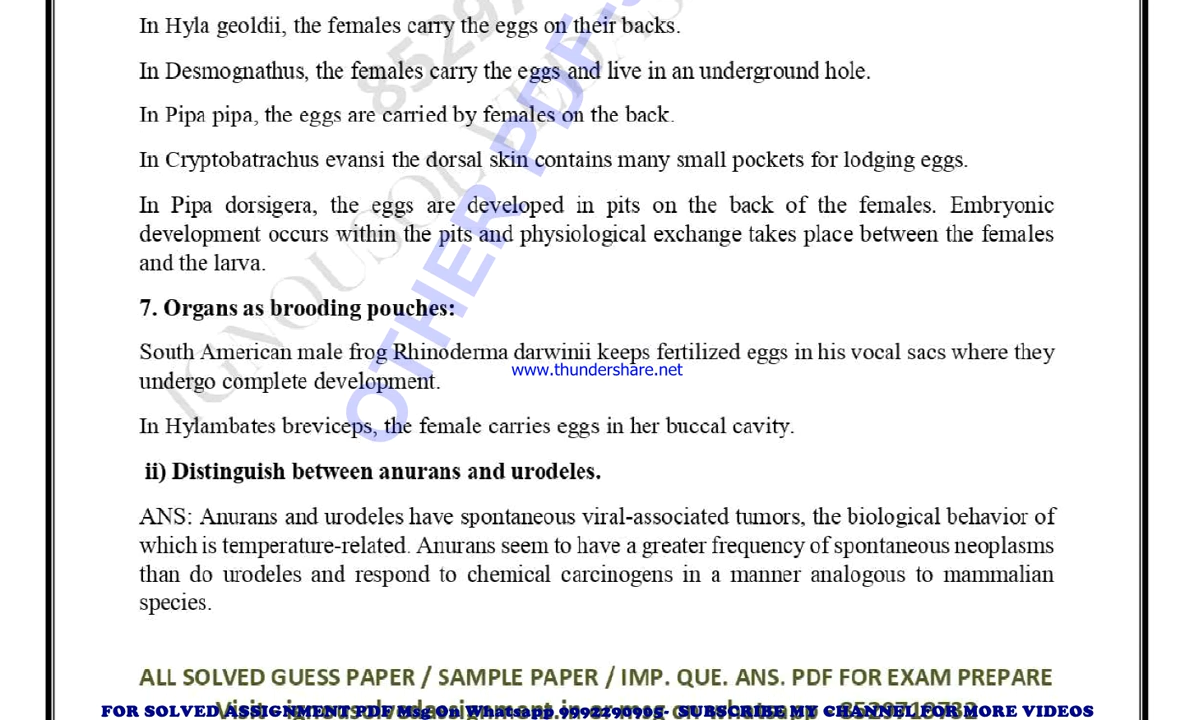 In Hyla geoldii, the females carry the eggs on their backs.
In Desmognathus, the females carry the eggs and live in an underground hole.
In Pipa pipa, the eggs are carried by females on the back.
In Cryptobatrachus evansi the dorsal skin contains many small pockets for lodging eggs.
In Pipa dorsigera, the eggs are developed in pits on the back of the females. Embryonic
development occurs within the pits and physiological exchange takes place between the females
and the larva.
7. Organs as brooding pouches:
South American male frog Rhinoderma darwinii keeps fertilized eggs in his vocal sacs where they
www.thundershare.net
undergo complete development.
In Hylambates breviceps, the female carries eggs in her buccal cavity.
ii) Distinguish between anurans and urodeles.
ANS: Anurans and urodeles have spontaneous viral-associated tumors, the biological behavior of
which is temperature-related. Anurans seem to have a greater frequency of spontaneous neoplasms
than do urodeles and respond to chemical carcinogens in a manner analogous to mammalian
species.
OTHER PDF
ALL SOLVED GUESS PAPER / SAMPLE PAPER / IMP. QUE. ANS. PDF FOR EXAM PREPARE
FOR SOLVED ASSIGNMENT PDF Msg On Whatsapp 9592290995- SUBSCRIBE MY CHANNEL FOR MORE VIDEOS